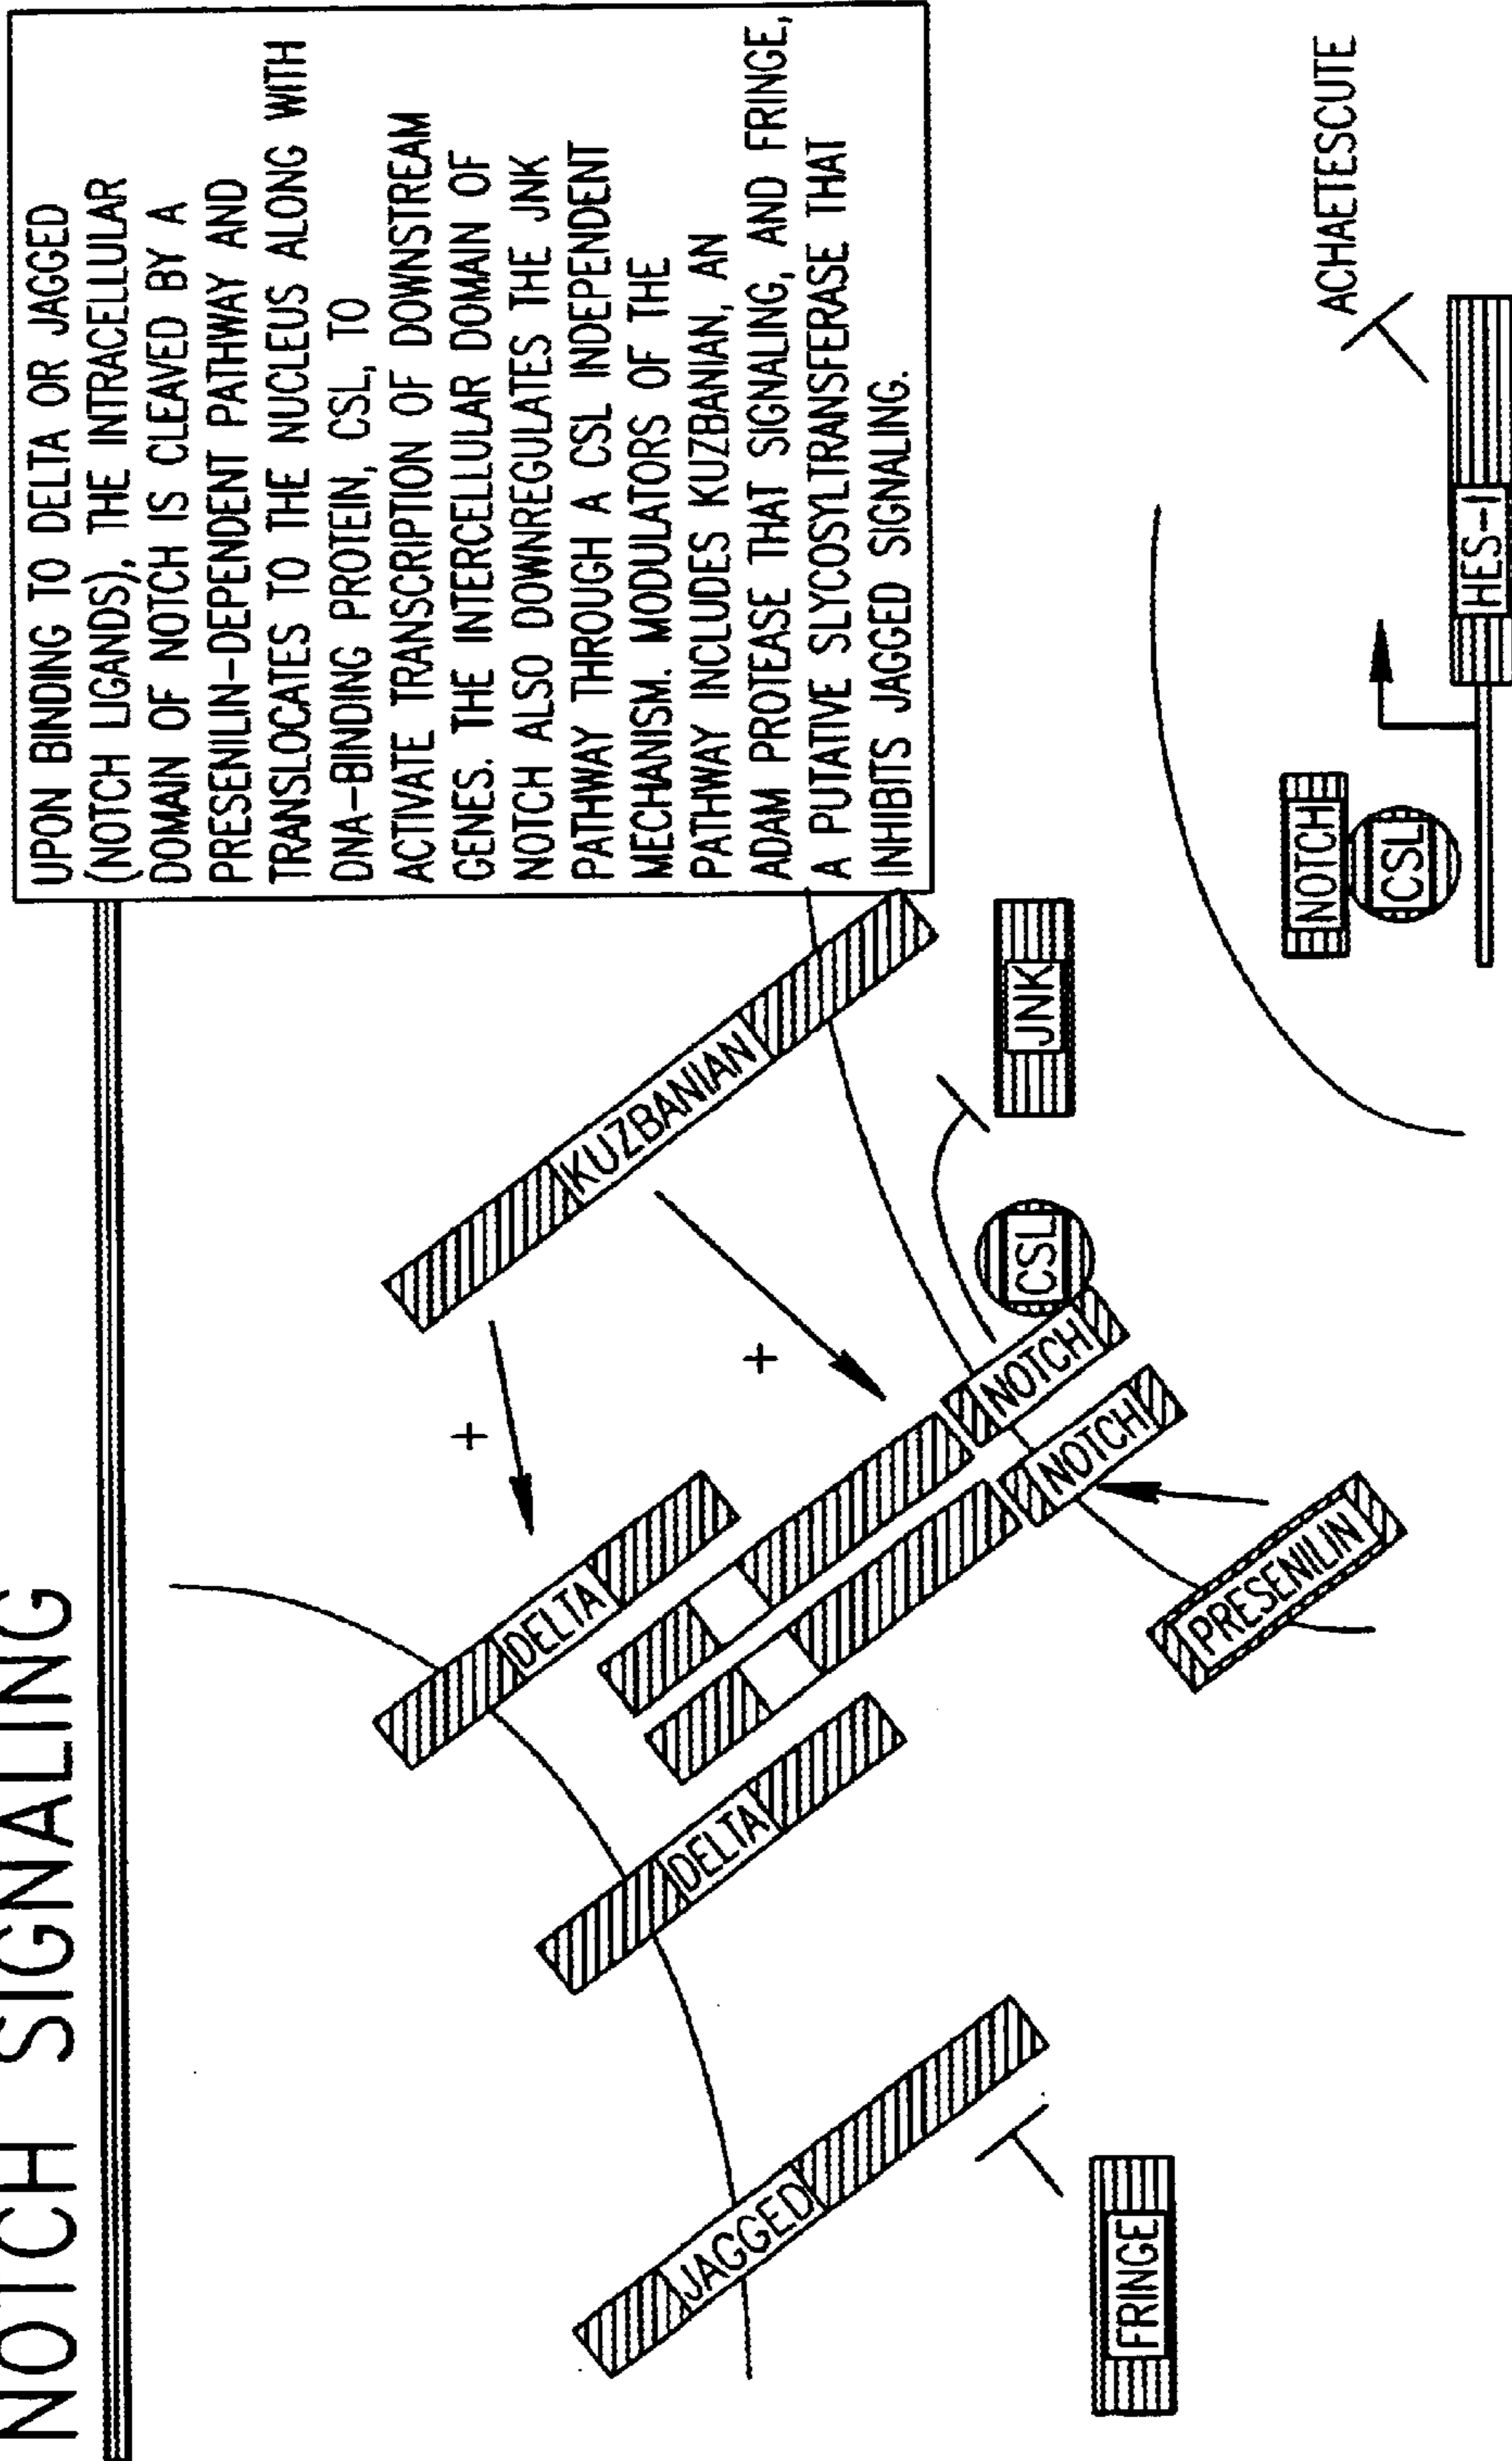 NOTCH SIGNALING
UPON BINDING TO DELTA OR JAGGED
(NOTCH LIGANDS), THE INTRACELLULAR
DOMAIN OF NOTCH IS CLEAVED BY A
PRESENILIN-DEPENDENT PATHWAY AND
TRANSLOCATES TO THE NUCLEUS ALONG WITH
DNA-BINDING PROTEIN, CSL, TO
ACTIVATE TRANSCRIPTION OF DOWNSTREAM
GENES. THE INTERCELLULAR DOMAIN OF
NOTCH ALSO DOWNREGULATES THE JNK
PATHWAY THROUGH A CSL INDEPENDENT
MECHANISM. MODULATORS OF THE
PATHWAY INCLUDES KUZBANIAN, AN
ADAM PROTEASE THAT SIGNALING, AND FRINGE,
A PUTATIVE SLYCOSYLTRANSFERASE THAT
INHIBITS JAGGED SIGNALING.
KUZBANIAN
+
+
DELTA
DELTA
JAGGED
FRINGE
NOTCH
NOTCH
PRESENILIN
CSL
JNK
NOTCH
CSL
HES-1
ACHAETESCUTE